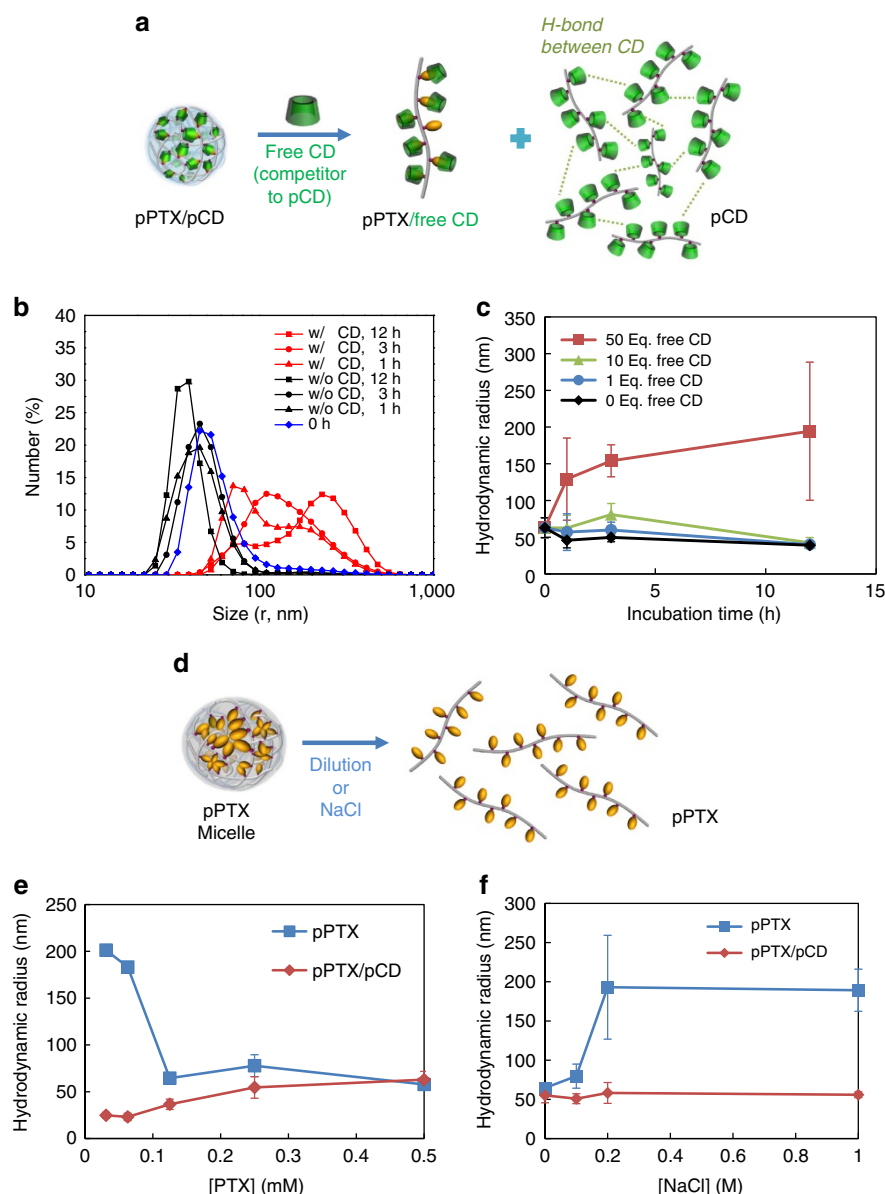 a
H-bond
between CD
Free CD
(competitor
to pCD)
pPTX/pCD
pPTX/free CD
pCD
b
40
35
30
25
20
15
10
5
0
Number (%)
w/ CD, 12 h
w/ CD, 3 h
w/ CD, 1 h
w/o CD, 12 h
w/o CD, 3 h
w/o CD, 1 h
0 h
10 100 1,000
Size (r, nm)
c
350
300
250
200
150
100
50
0
Hydrodynamic radius (nm)
50 Eq. free CD
10 Eq. free CD
1 Eq. free CD
0 Eq. free CD
0 5 10 15
Incubation time (h)
d
Dilution
or
NaCl
pPTX
Micelle
pPTX
e
250
200
150
100
50
0
Hydrodynamic radius (nm)
pPTX
pPTX/pCD
0 0.1 0.2 0.3 0.4 0.5
[PTX] (mM)
f
300
250
200
150
100
50
0
Hydrodynamic radius (nm)
pPTX
pPTX/pCD
0 0.2 0.4 0.6 0.8 1
[NaCl] (M)